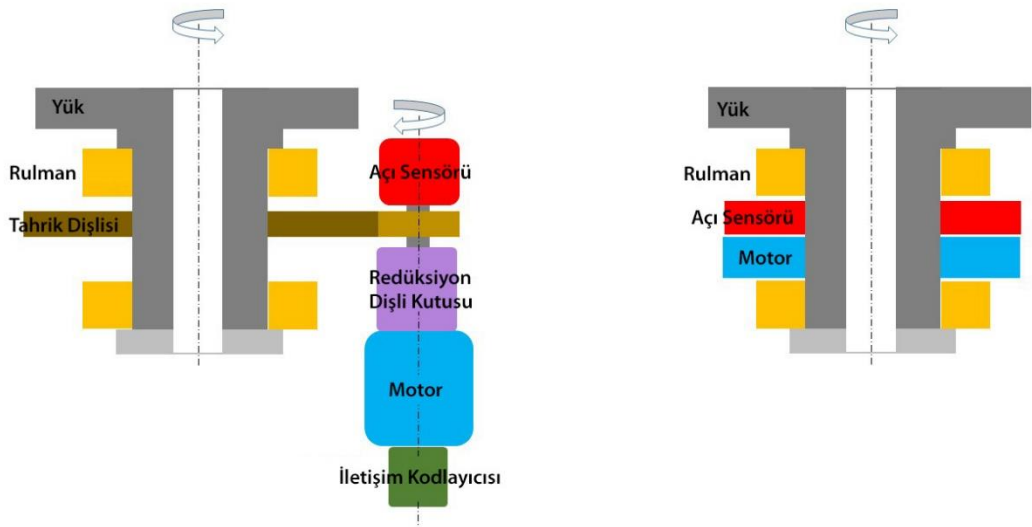 Yük
Rulman
Tahrik Dişlisi
Açı Sensörü
Redüksiyon
Dişli Kutusu
Motor
İletişim Kodlayıcısı
Yük
Rulman
Açı Sensörü
Motor